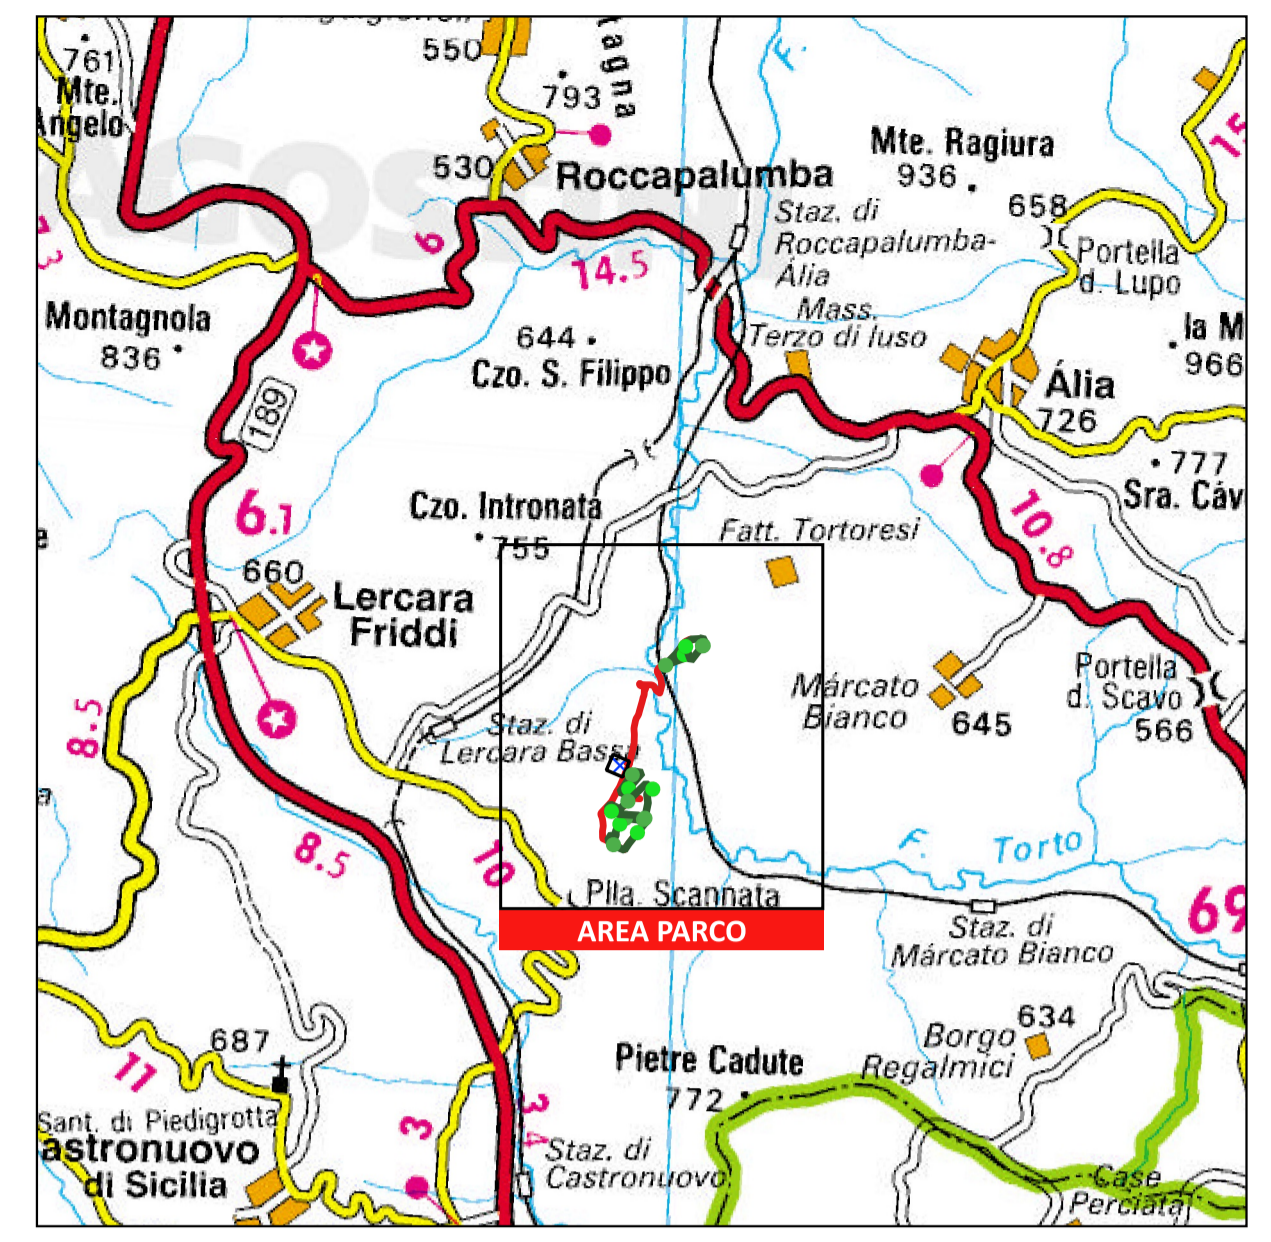 761
Mte.
Angelo
550
tagna
793
530
Roccapalumba
F.
Mte. Ragiura
936
15
658
Staz. di
Roccapalumba-
Ália
Portella
d. Lupo
6
14.5
Mass.
Terzo di Iuso
Montagnola
836
644
Czo. S. Filippo
la M
966
Ália
726
189
777
Sra. Cáv
6.1
Czo. Intronata
755
Fatt. Tortoresi
10.8
e
660
Lercara
Friddi
Márcato
Bianco
645
Portella
d. Scavo
566
8.5
Staz. di
Lercara Bassa
a
8.5
10
F. Torto
Plla. Scannata
AREA PARCO
69
Staz. di
Márcato Bianco
11
687
Borgo
Regalmici
634
Pietre Cadute
772
Sant. di Piedigrotta
astronuovo
di Sicilia
3
3
4
Staz. di
Castronuovo
Case
Perciata